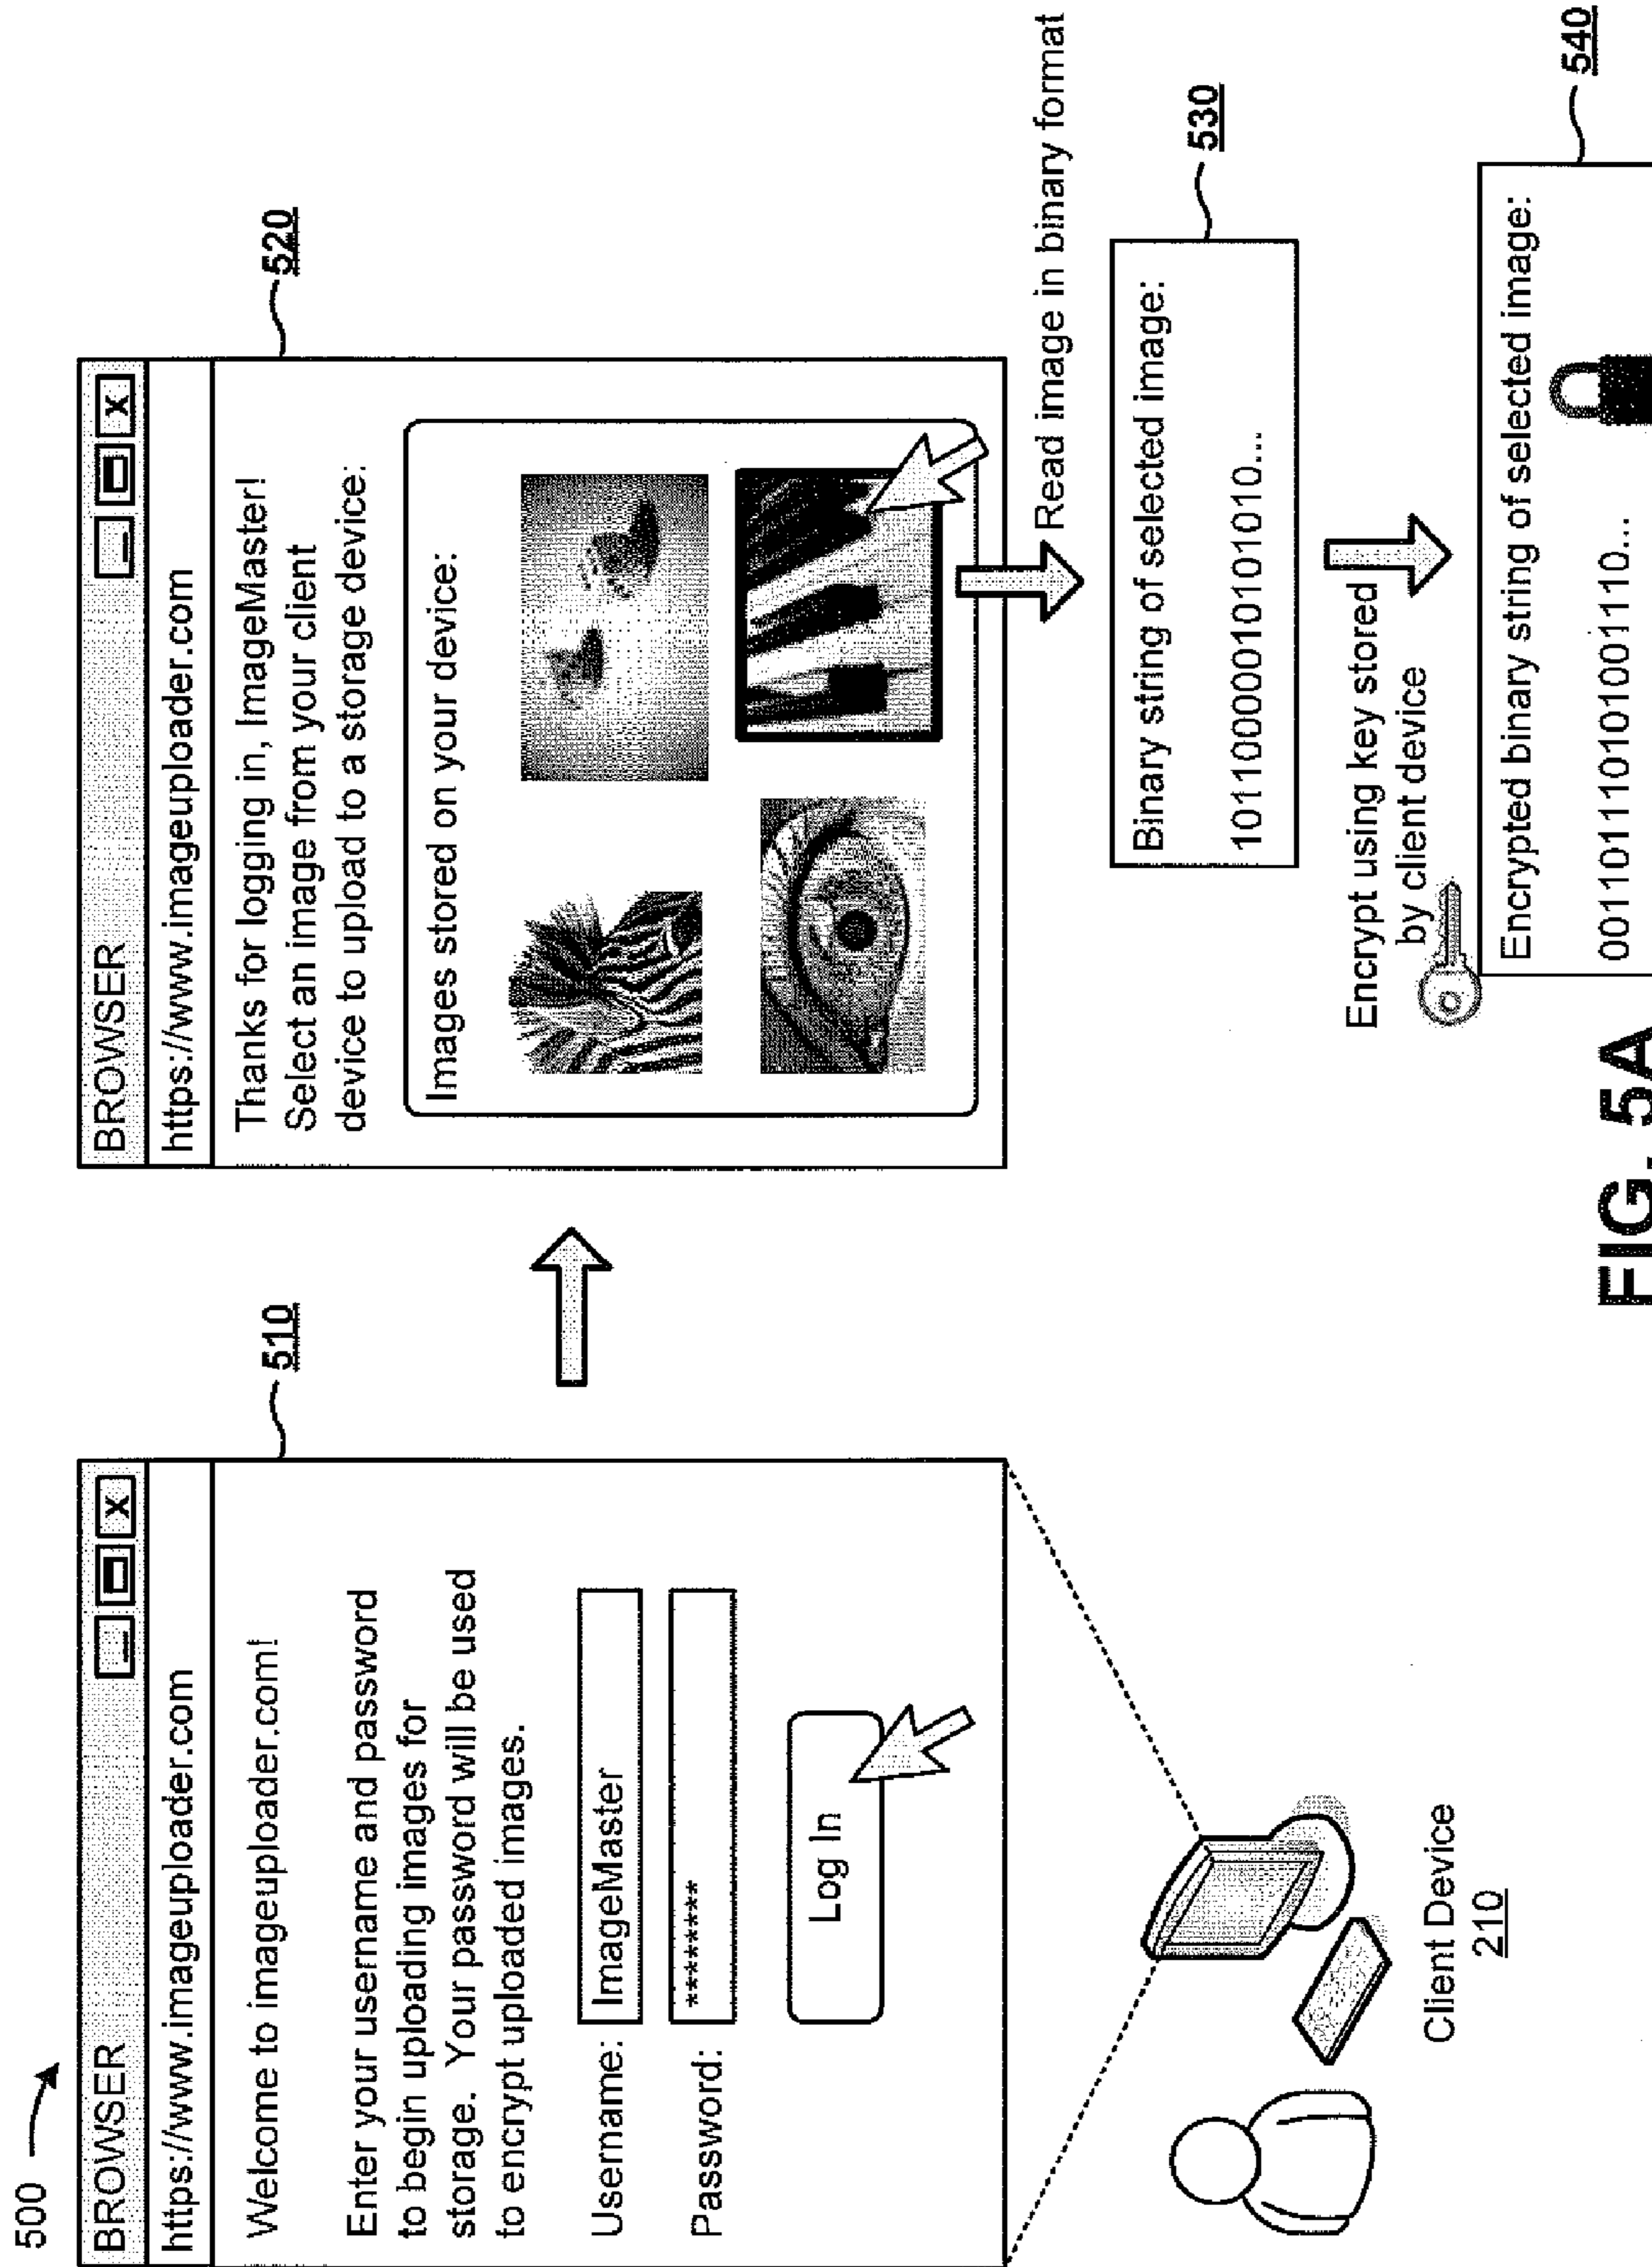 500
BROWSER
https://www.imageuploader.com
Welcome to imageuploader.com!
Enter your username and password
to begin uploading images for
storage. Your password will be used
to encrypt uploaded images.
Username: ImageMaster
Password: ********
Log In
510
Client Device
210
BROWSER
https://www.imageuploader.com
Thanks for logging in, ImageMaster!
Select an image from your client
device to upload to a storage device:
Images stored on your device:
520
Read image in binary format
Binary string of selected image:
1011000001010101010...
530
Encrypt using key stored
by client device
Encrypted binary string of selected image:
0011011101010011110...
540
FIG. 5A